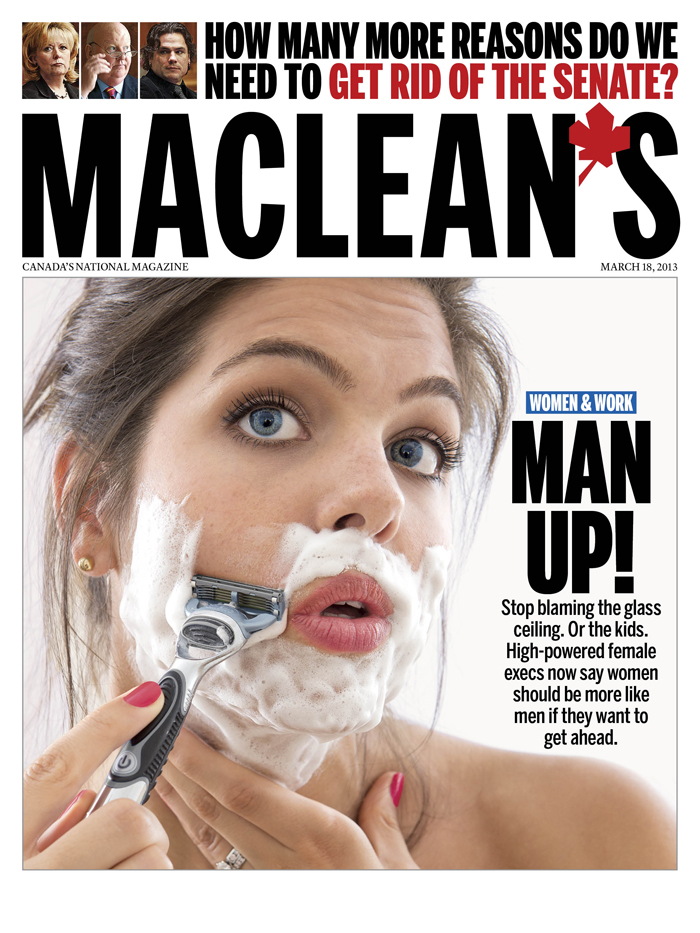 HOW MANY MORE REASONS DO WE
NEED TO GET RID OF THE SENATE?
MACLEAN'S
CANADA'S NATIONAL MAGAZINE
MARCH 18, 2013
WOMEN & WORK
MAN
UP!
Stop blaming the glass
ceiling. Or the kids.
High-powered female
execs now say women
should be more like
men if they want to
get ahead.